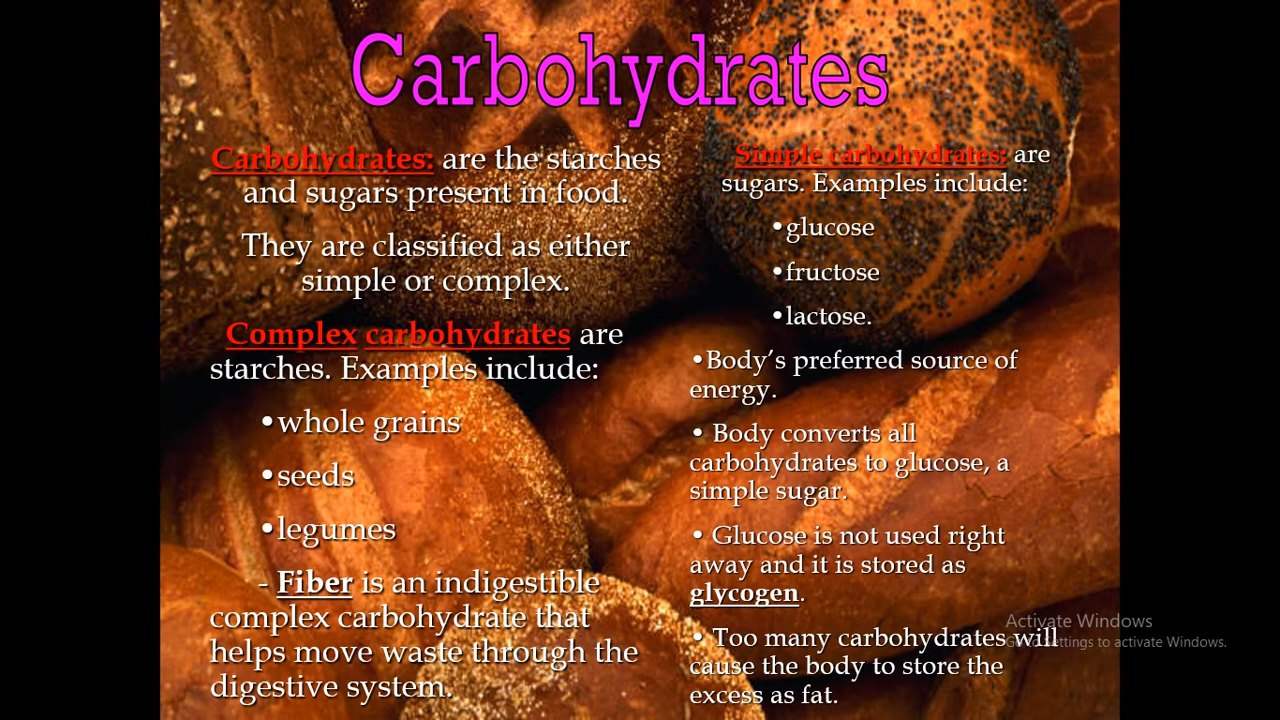 Carbohydrates
Carbohydrates: are the starches
and sugars present in food.
They are classified as either
simple or complex.
Complex carbohydrates are
starches. Examples include:
•whole grains
•seeds
•legumes
- Fiber is an indigestible
complex carbohydrate that
helps move waste through the
digestive system.
Simple carbohydrates: are
sugars. Examples include:
•glucose
•fructose
•lactose.
•Body’s preferred source of
energy.
• Body converts all
carbohydrates to glucose, a
simple sugar.
• Glucose is not used right
away and it is stored as
glycogen.
• Too many carbohydrates will
cause the body to store the
excess as fat.
Activate Windows
Go to Settings to activate Windows.